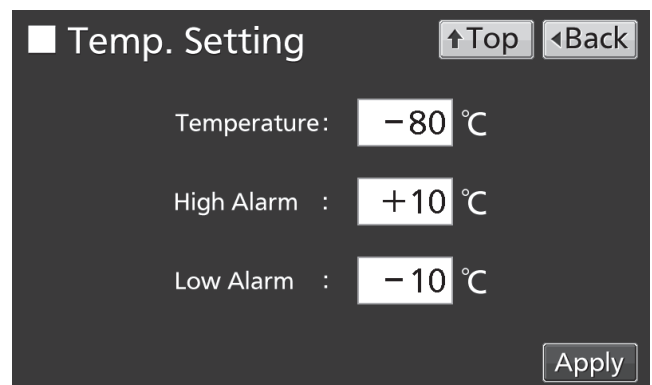 ■ Temp. Setting ↑Top ◂Back
Temperature: −80 ℃
High Alarm : +10 ℃
Low Alarm : −10 ℃
Apply